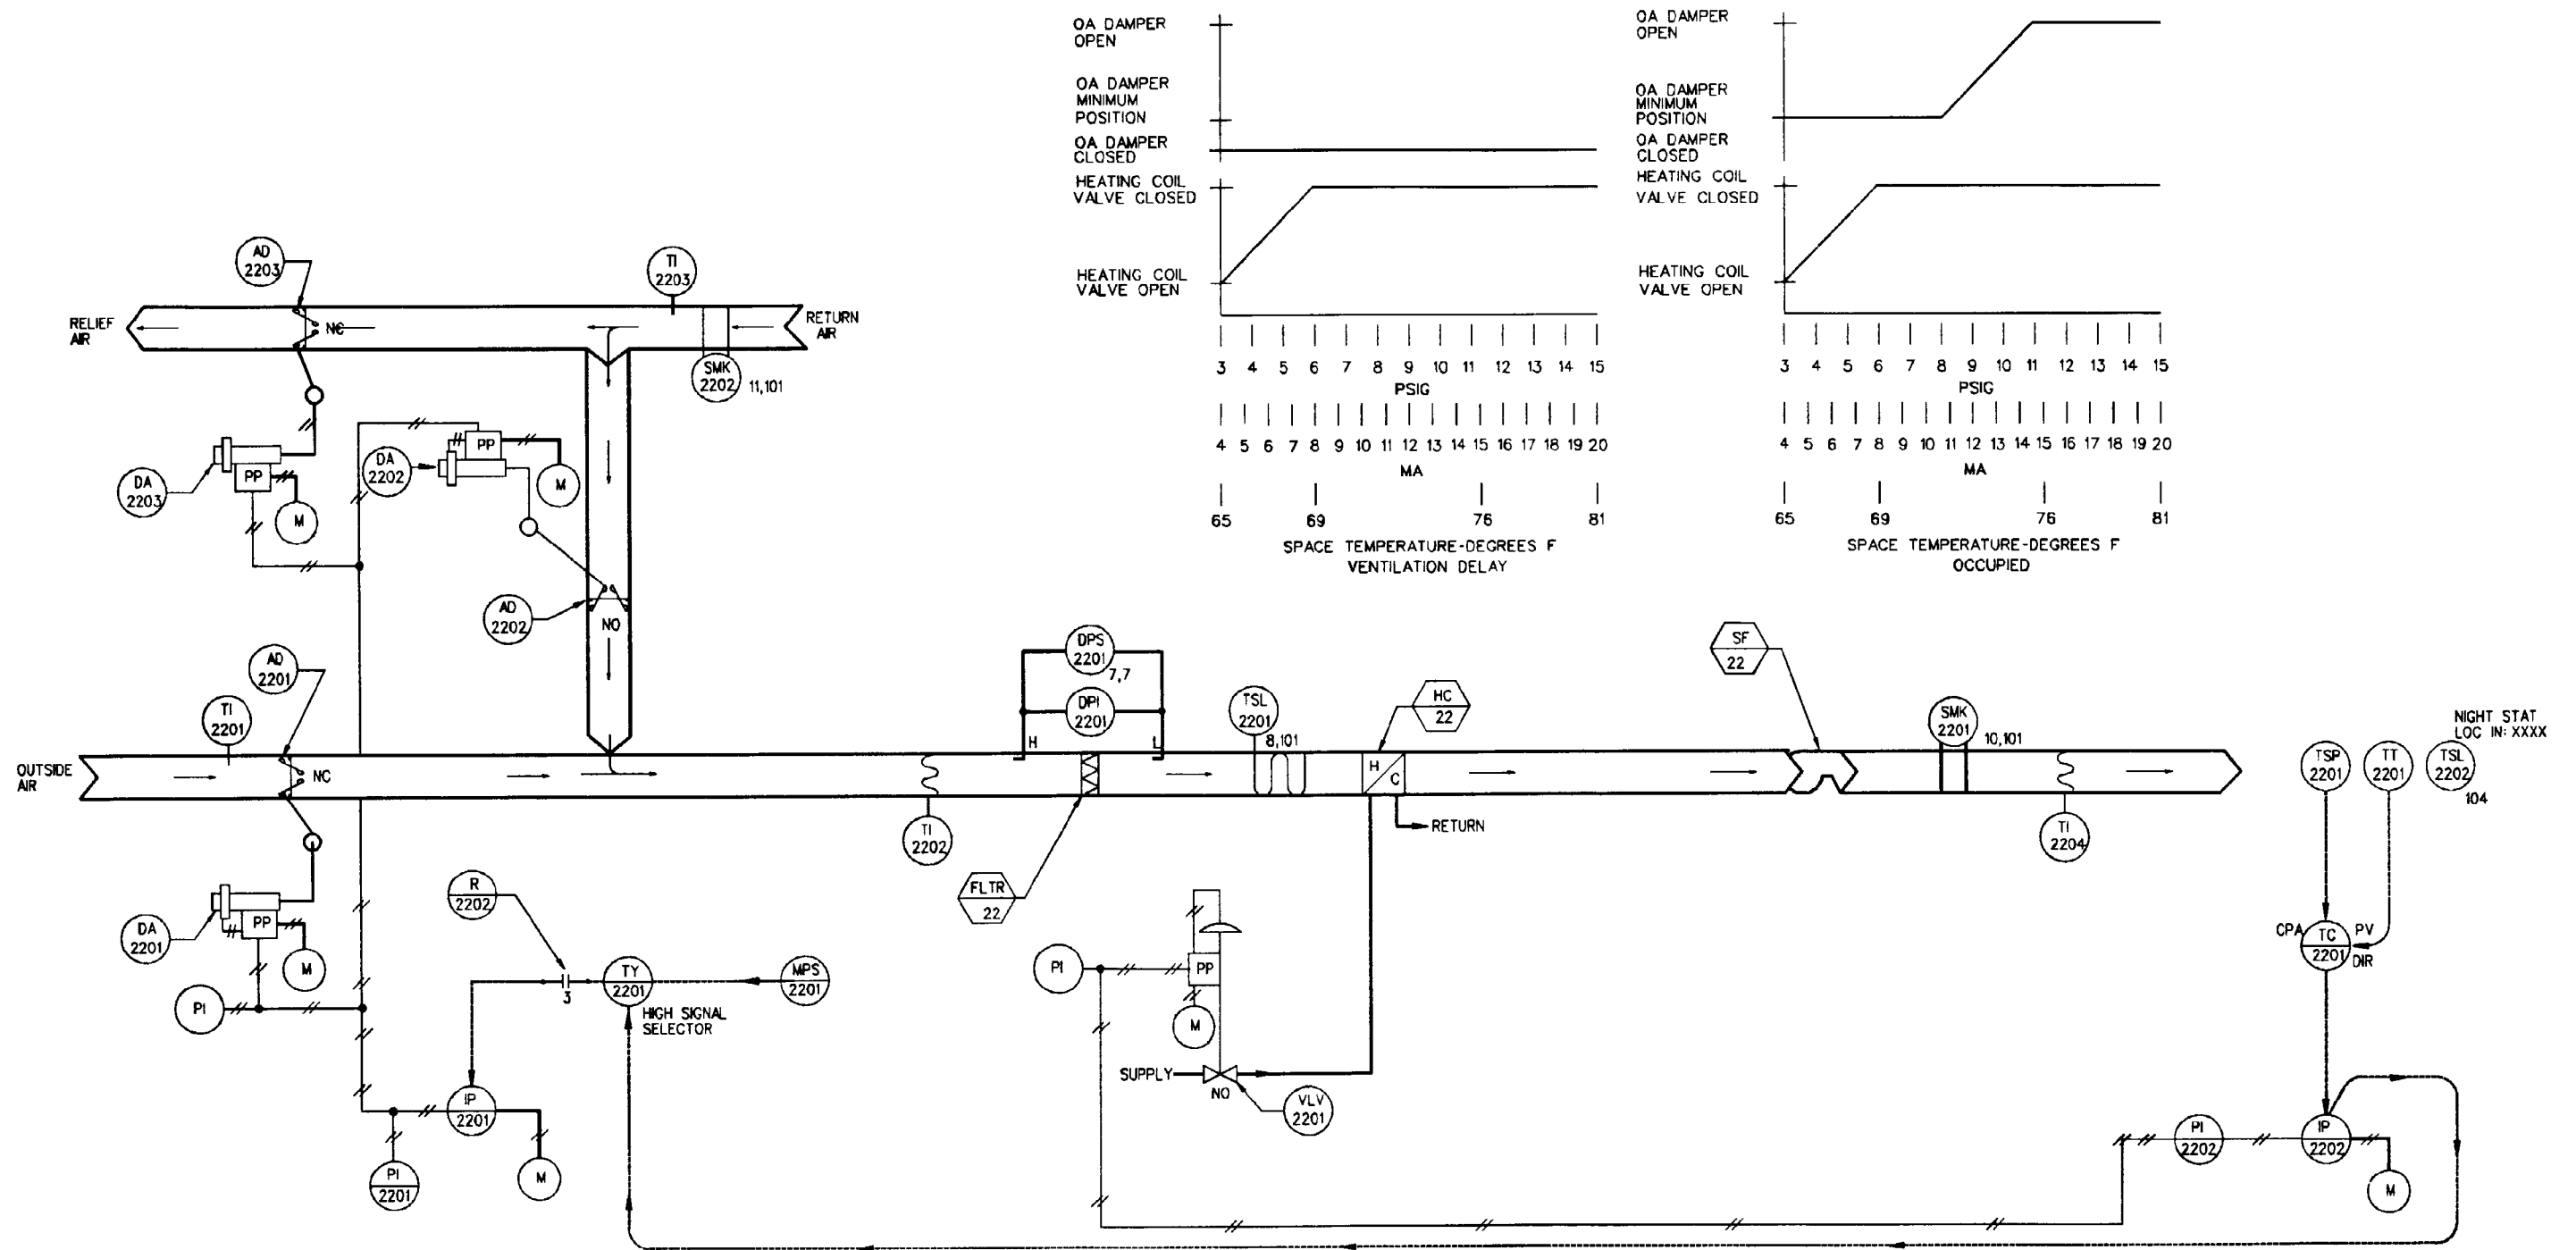 OA DAMPER
OPEN
OA DAMPER
MINIMUM
POSITION
OA DAMPER
CLOSED
HEATING COIL
VALVE CLOSED
HEATING COIL
VALVE OPEN
3 4 5 6 7 8 9 10 11 12 13 14 15
PSIG
4 5 6 7 8 9 10 11 12 13 14 15 16 17 18 19 20
MA
65 69 76 81
SPACE TEMPERATURE-DEGREES F
VENTILATION DELAY
OA DAMPER
OPEN
OA DAMPER
MINIMUM
POSITION
OA DAMPER
CLOSED
HEATING COIL
VALVE CLOSED
HEATING COIL
VALVE OPEN
3 4 5 6 7 8 9 10 11 12 13 14 15
PSIG
4 5 6 7 8 9 10 11 12 13 14 15 16 17 18 19 20
MA
65 69 76 81
SPACE TEMPERATURE-DEGREES F
OCCUPIED
AD
2203
TI
2203
RELIEF
AIR
NC
RETURN
AIR
SMK
2202
11,101
DA
2203
PP
M
DA
2202
PP
M
AD
2202
NO
AD
2201
TI
2201
OUTSIDE
AIR
NC
DPS
2201
7,7
DPI
2201
H
L
TSL
2201
8,101
HC
22
H
C
RETURN
SF
22
SMK
2201
10,101
NIGHT STAT
LOC IN: XXXX
TSP
2201
TT
2201
TSL
2202
104
TI
2202
TI
2204
FLTR
22
R
2202
DA
2201
PP
M
PI
3
TY
2201
HIGH SIGNAL
SELECTOR
MPS
2201
PI
PP
M
SUPPLY
NO
VLV
2201
CPA
TC
2201
PV
DIR
IP
2201
PI
2201
M
PI
2202
IP
2202
M